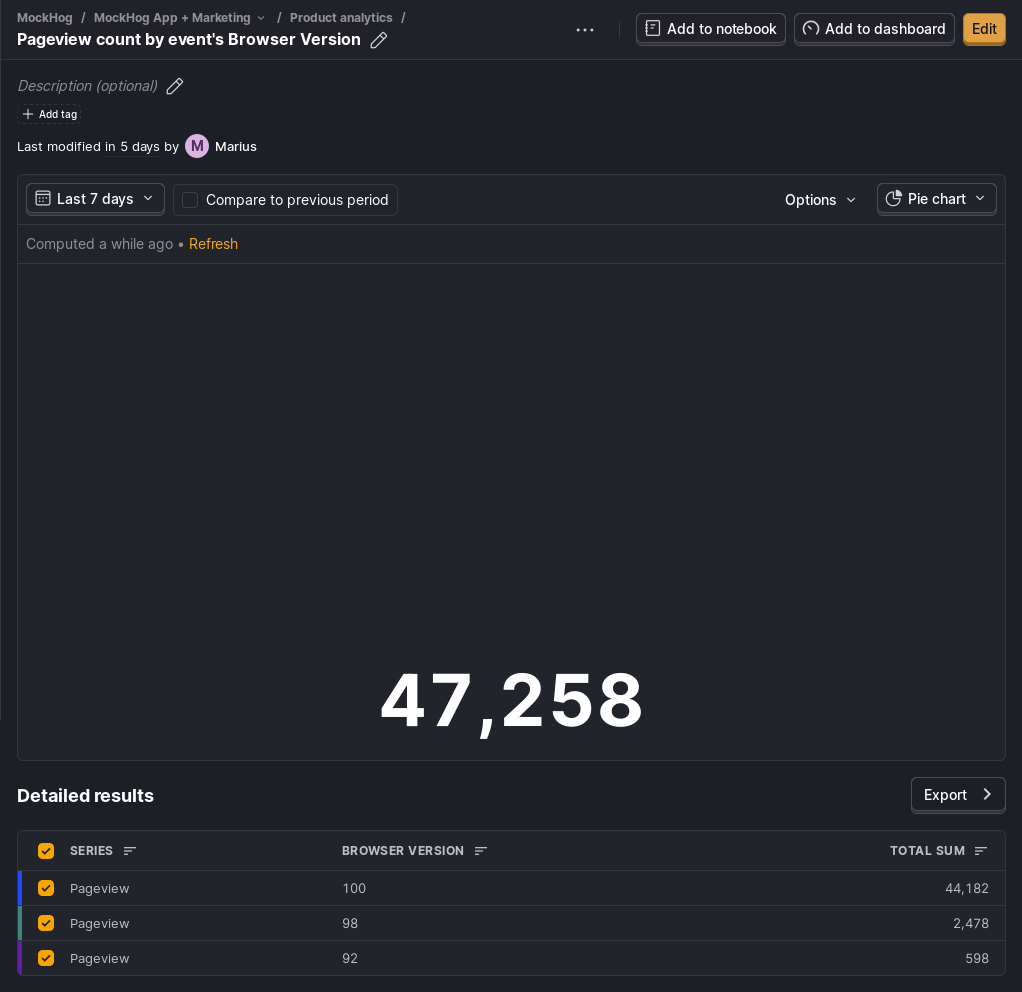 MockHog / MockHog App + Marketing / Product analytics /
Pageview count by event's Browser Version
Add to notebook
Add to dashboard
Edit
Description (optional)
Add tag
Last modified in 5 days by M Marius
Last 7 days
Compare to previous period
Options
Pie chart
Computed a while ago • Refresh
47,258
Detailed results
Export
SERIES BROWSER VERSION TOTAL SUM
Pageview 100 44,182
Pageview 98 2,478
Pageview 92 598